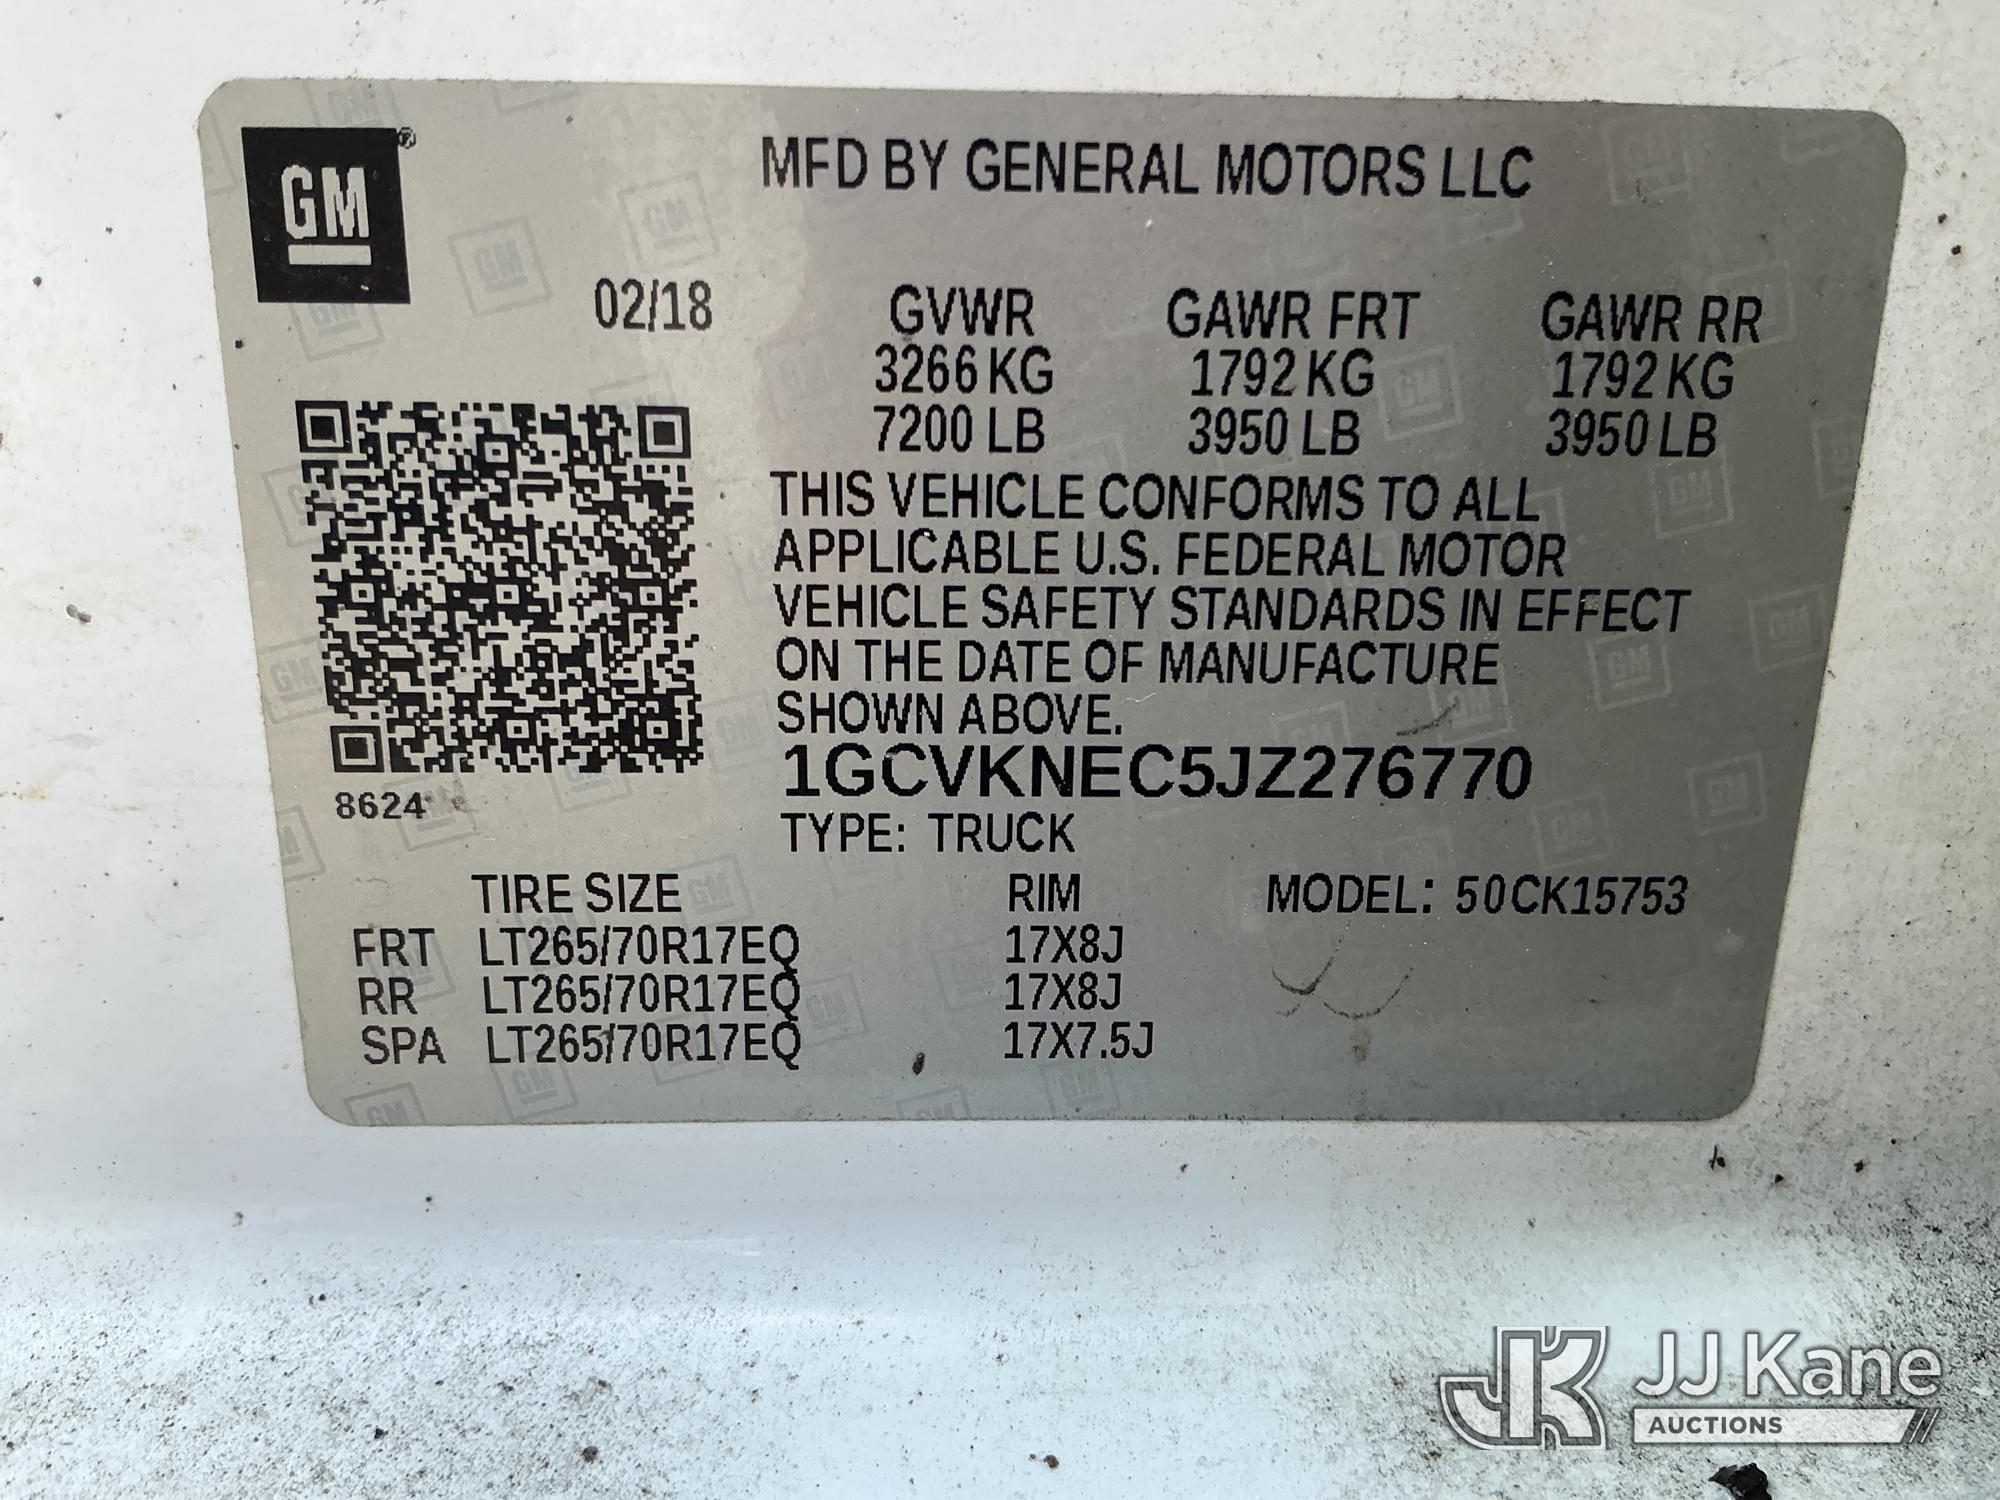 GM®
MFD BY GENERAL MOTORS LLC
02/18 GVWR GAWR FRT GAWR RR
3266 KG 1792 KG 1792 KG
7200 LB 3950 LB 3950 LB
THIS VEHICLE CONFORMS TO ALL
APPLICABLE U.S. FEDERAL MOTOR
VEHICLE SAFETY STANDARDS IN EFFECT
ON THE DATE OF MANUFACTURE
SHOWN ABOVE.
1GCVKNEC5JZ276770
8624
TYPE: TRUCK
TIRE SIZE RIM MODEL: 50CK15753
FRT LT265/70R17EQ 17X8J
RR LT265/70R17EQ 17X8J
SPA LT265/70R17EQ 17X7.5J
JK JJ Kane
AUCTIONS